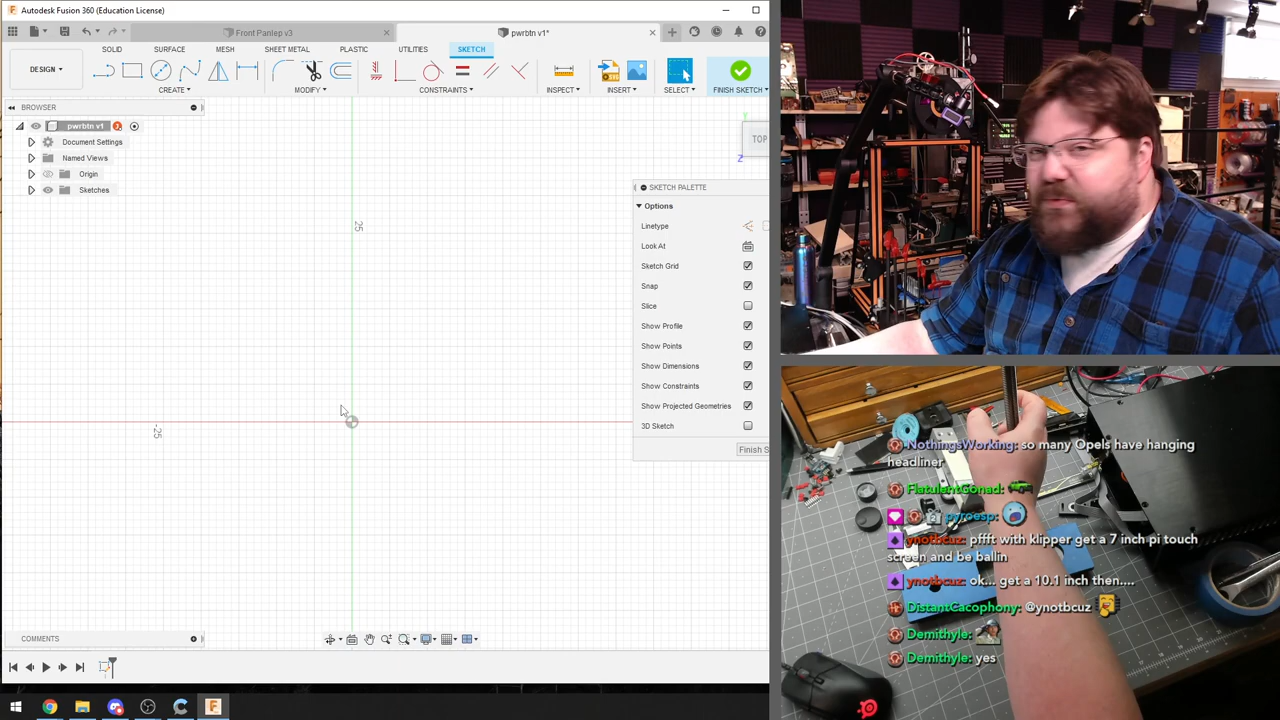 Autodesk Fusion 360 (Education License)
Front Panlep v3
pwrbtn v1*
SOLID
SURFACE
MESH
SHEET METAL
PLASTIC
UTILITIES
SKETCH
DESIGN
CREATE
MODIFY
CONSTRAINTS
INSPECT
INSERT
SELECT
FINISH SKETCH
BROWSER
pwrbtn v1
Document Settings
Named Views
Origin
Sketches
25
-25
TOP
Y
Z
SKETCH PALETTE
Options
Linetype
Look At
Sketch Grid
Snap
Slice
Show Profile
Show Points
Show Dimensions
Show Constraints
Show Projected Geometries
3D Sketch
Finish S
COMMENTS
NothingsWorking: so many Opels have hanging
headliner
FlatulentGonad:
pyroesp:
ynotbcuz: pffft with klipper get a 7 inch pi touch
screen and be ballin
ynotbcuz: ok... get a 10.1 inch then....
DistantCacophony: @ynotbcuz
Demithyle:
Demithyle: yes